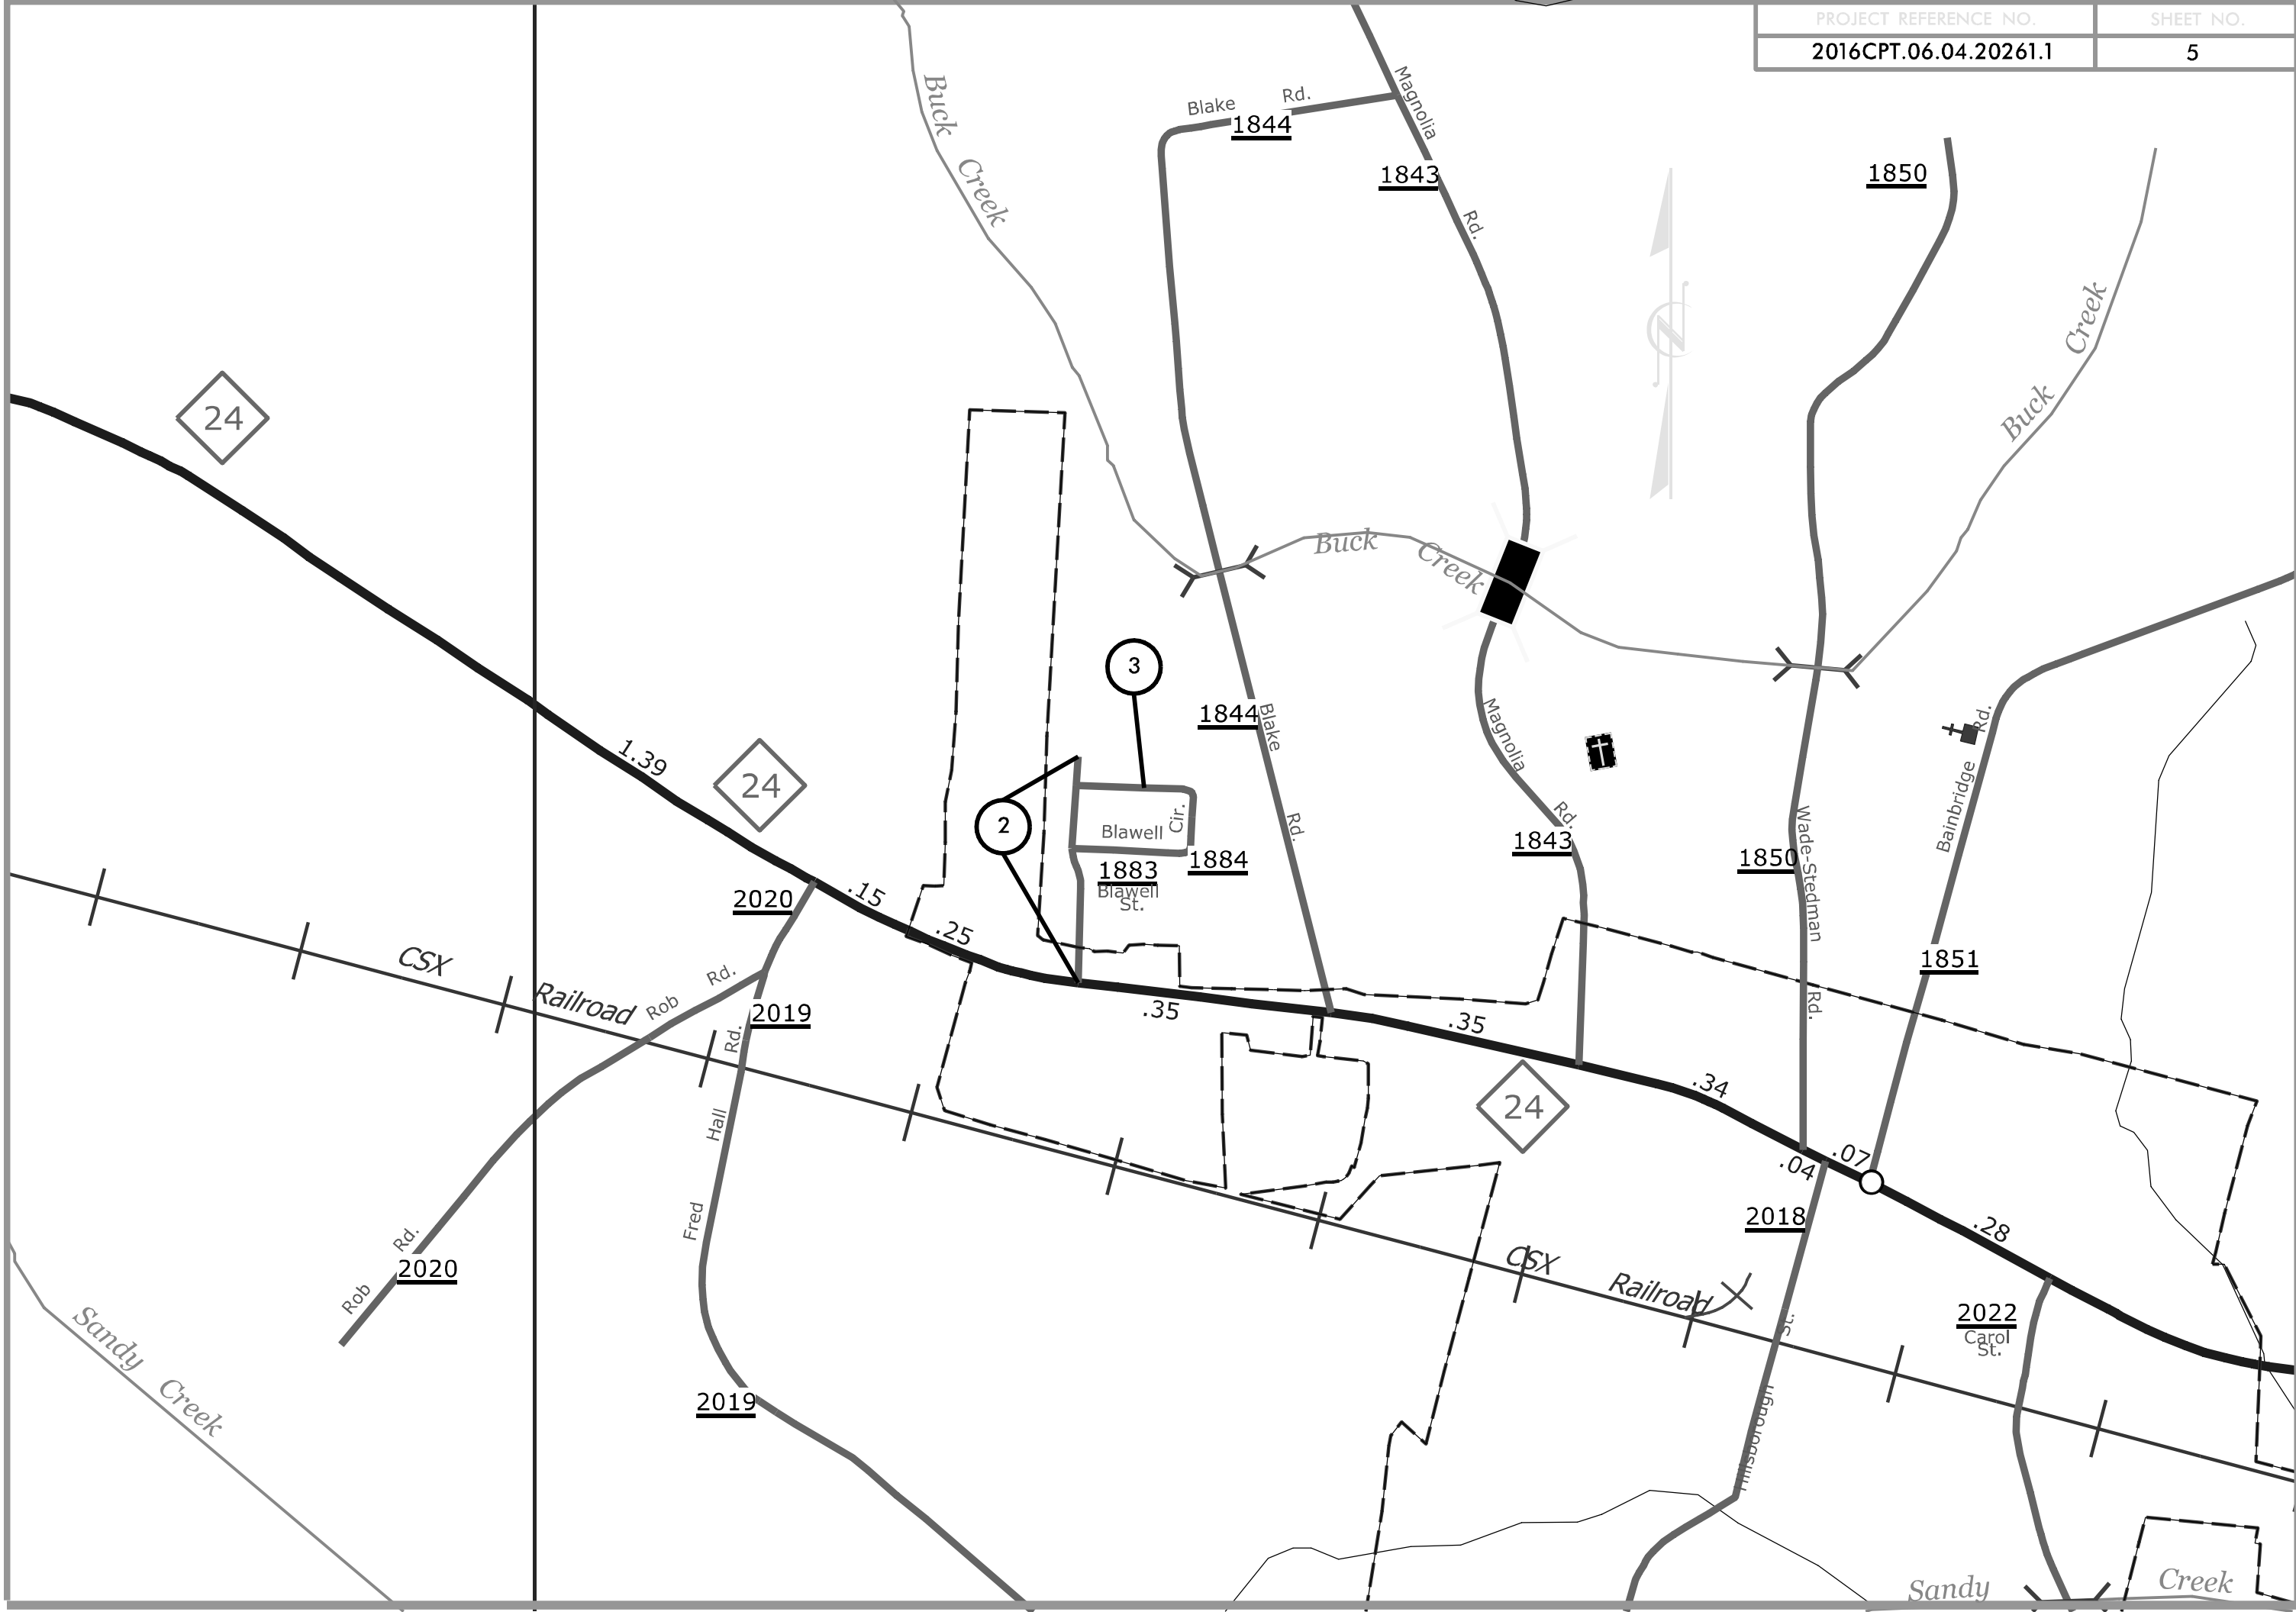 PROJECT REFERENCE NO.
SHEET NO.
2016CPT.06.04.20261.1
5
Buck
Creek
Blake
Rd.
1844
Magnolia
1843
Rd.
1850
Creek
Buck
24
Buck
Creek
3
1844
Blake
Rd.
Magnolia
Rd.
1843
Rd.
Bainbridge
1.39
24
2
Blawell
Cir.
1883
1884
Blawell
St.
1850
Wade-Stedman
Rd.
1851
2020
.15
.25
CSX
Railroad
Rob
Rd.
2019
Rd.
Hall
Fred
.35
.35
24
.34
.04
.07
2018
.28
Rd.
2020
Rob
CSX
Railroad
St.
Hillsborough
2022
Carol
St.
Sandy
Creek
2019
Sandy
Creek